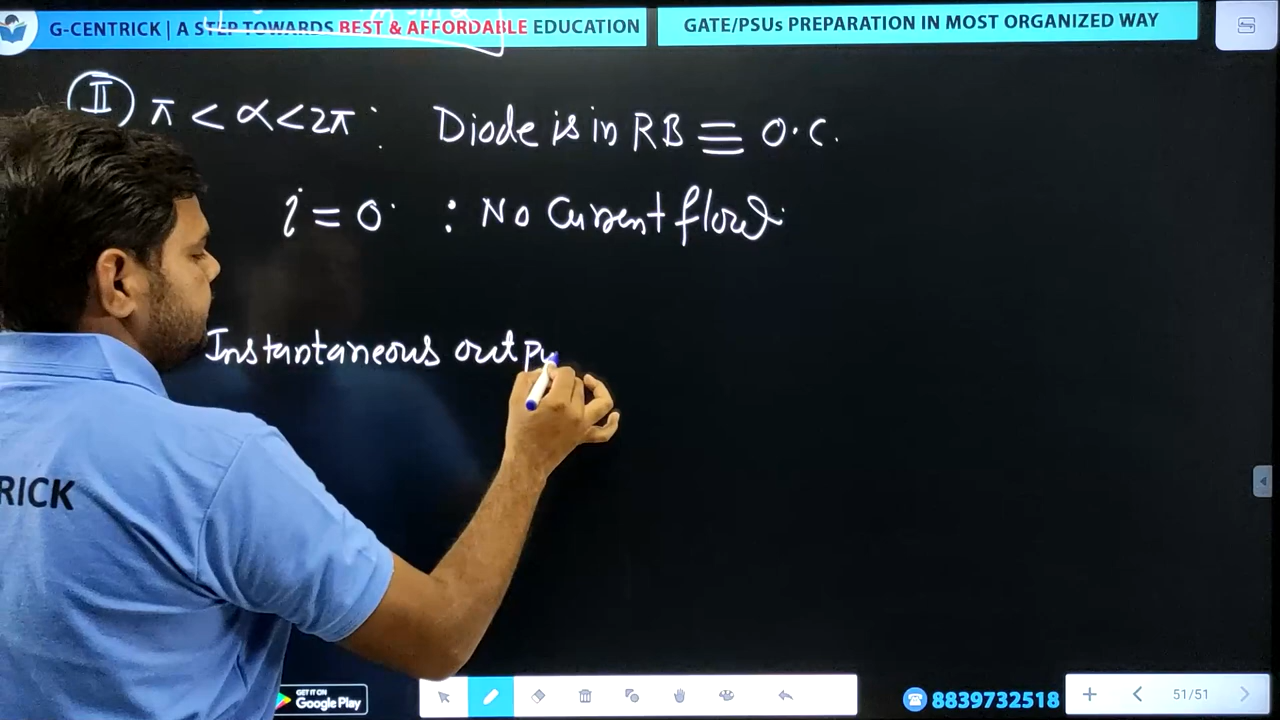 G-CENTRICK | A STEP TOWARDS BEST & AFFORDABLE EDUCATION
GATE/PSUs PREPARATION IN MOST ORGANIZED WAY
II π < α < 2π : Diode is in RB ≡ O.C.
i = 0 : No Current flow
Instantaneous outpu
RICK
GET IT ON
Google Play
8839732518
51/51